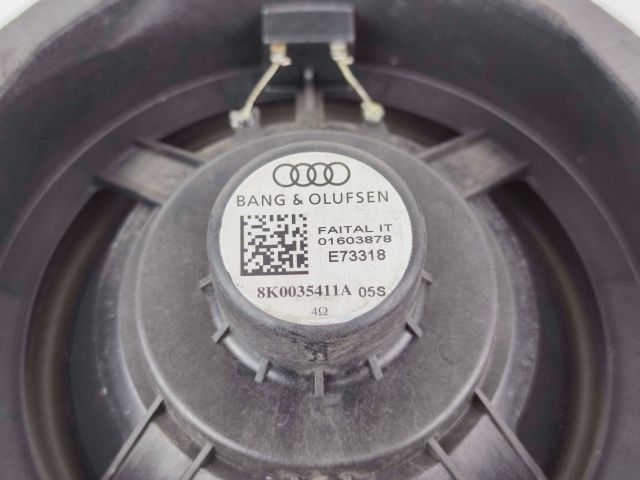 BANG & OLUFSEN
FAITAL IT
01603878
E73318
8K0035411A 05S
4Ω